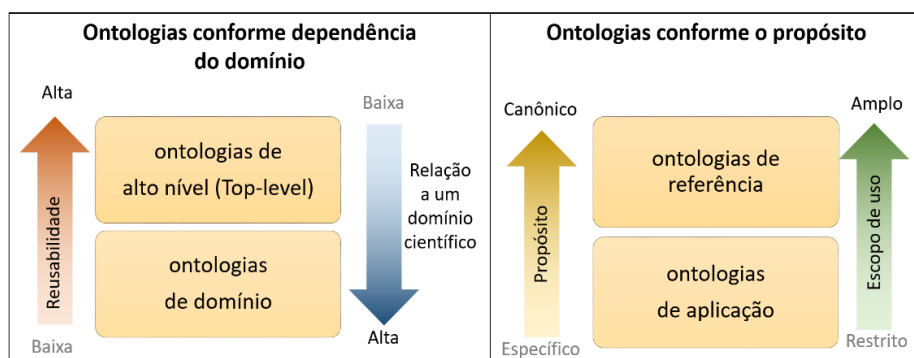 Ontologias conforme dependência
do domínio
Alta
Reusabilidade
Baixa
ontologias de
alto nível (Top-level)
ontologias
de domínio
Baixa
Relação
a um
domínio
científico
Alta
Ontologias conforme o propósito
Canônico
Propósito
Específico
ontologias de
referência
ontologias
de aplicação
Amplo
Escopo de uso
Restrito